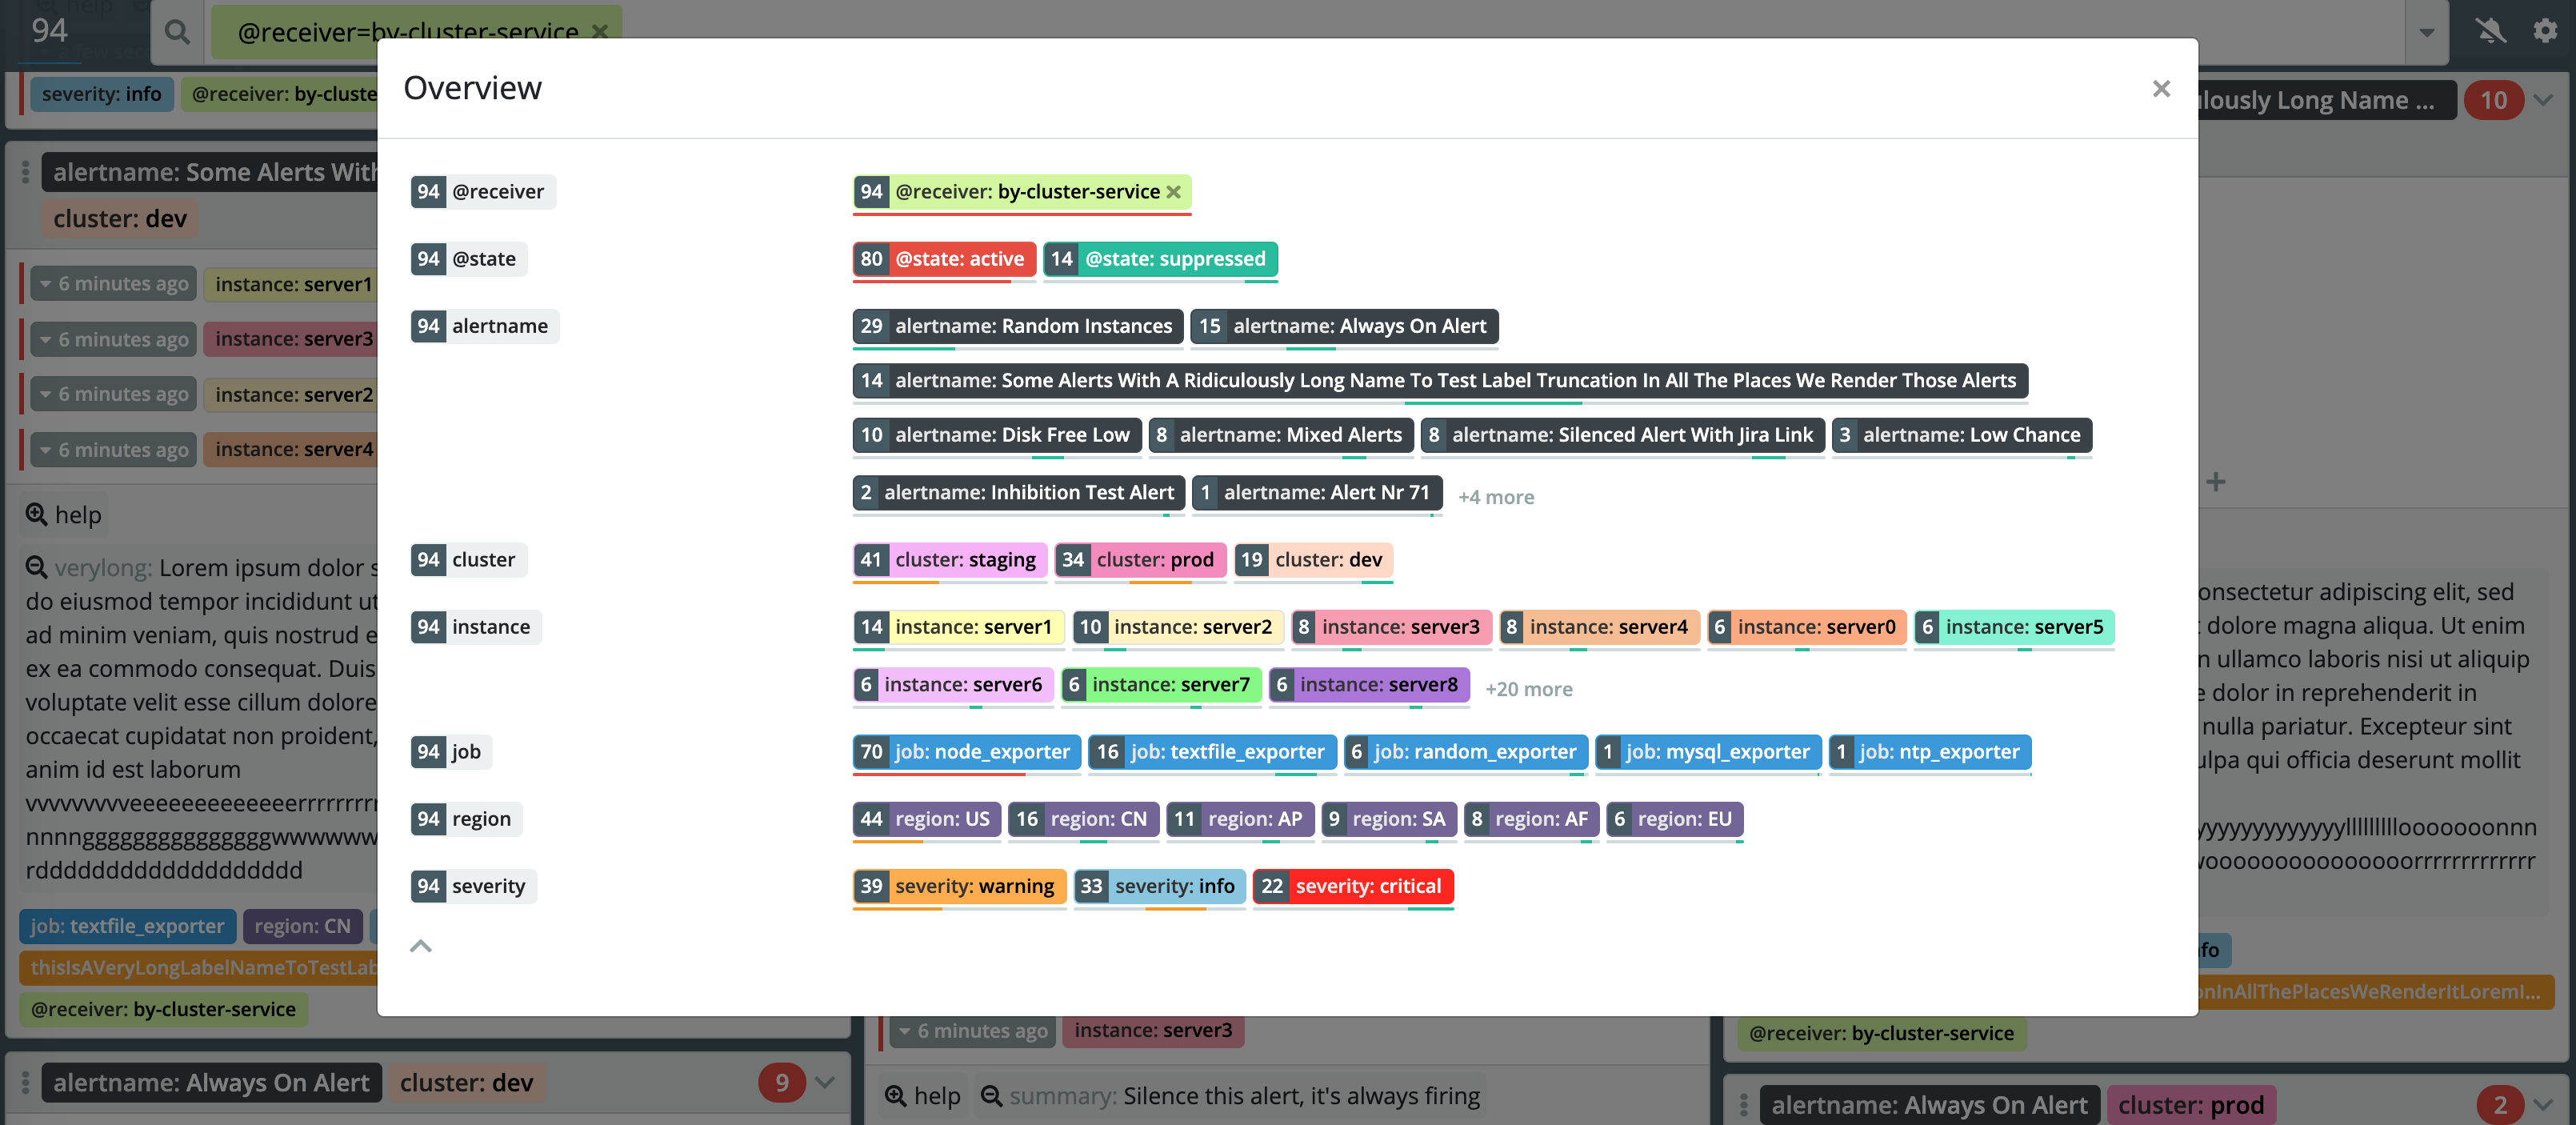 help
94
@receiver=by-cluster-service
severity: info @receiver: by-cluste
lously Long Name ... 10
alertname: Some Alerts With
cluster: dev
6 minutes ago instance: server1
6 minutes ago instance: server3
6 minutes ago instance: server2
6 minutes ago instance: server4
help
verylong: Lorem ipsum dolor s
do eiusmod tempor incididunt ut
ad minim veniam, quis nostrud e
ex ea commodo consequat. Duis
voluptate velit esse cillum dolore
occaecat cupidatat non proident,
anim id est laborum
job: textfile_exporter region: CN
thisIsAVeryLongLabelNameToTestLab
@receiver: by-cluster-service
alertname: Always On Alert cluster: dev 9
Overview
94 @receiver
94 @receiver: by-cluster-service
94 @state
80 @state: active 14 @state: suppressed
94 alertname
29 alertname: Random Instances 15 alertname: Always On Alert
14 alertname: Some Alerts With A Ridiculously Long Name To Test Label Truncation In All The Places We Render Those Alerts
10 alertname: Disk Free Low 8 alertname: Mixed Alerts 8 alertname: Silenced Alert With Jira Link 3 alertname: Low Chance
2 alertname: Inhibition Test Alert 1 alertname: Alert Nr 71 +4 more
94 cluster
41 cluster: staging 34 cluster: prod 19 cluster: dev
94 instance
14 instance: server1 10 instance: server2 8 instance: server3 8 instance: server4 6 instance: server0 6 instance: server5
6 instance: server6 6 instance: server7 6 instance: server8 +20 more
94 job
70 job: node_exporter 16 job: textfile_exporter 6 job: random_exporter 1 job: mysql_exporter 1 job: ntp_exporter
94 region
44 region: US 16 region: CN 11 region: AP 9 region: SA 8 region: AF 6 region: EU
94 severity
39 severity: warning 33 severity: info 22 severity: critical
6 minutes ago instance: server3
help summary: Silence this alert, it's always firing
onsectetur adipiscing elit, sed
dolore magna aliqua. Ut enim
n ullamco laboris nisi ut aliquip
e dolor in reprehenderit in
nulla pariatur. Excepteur sint
ulpa qui officia deserunt mollit
fo
onInAllThePlacesWeRenderItLoremI...
@receiver: by-cluster-service
alertname: Always On Alert cluster: prod 2